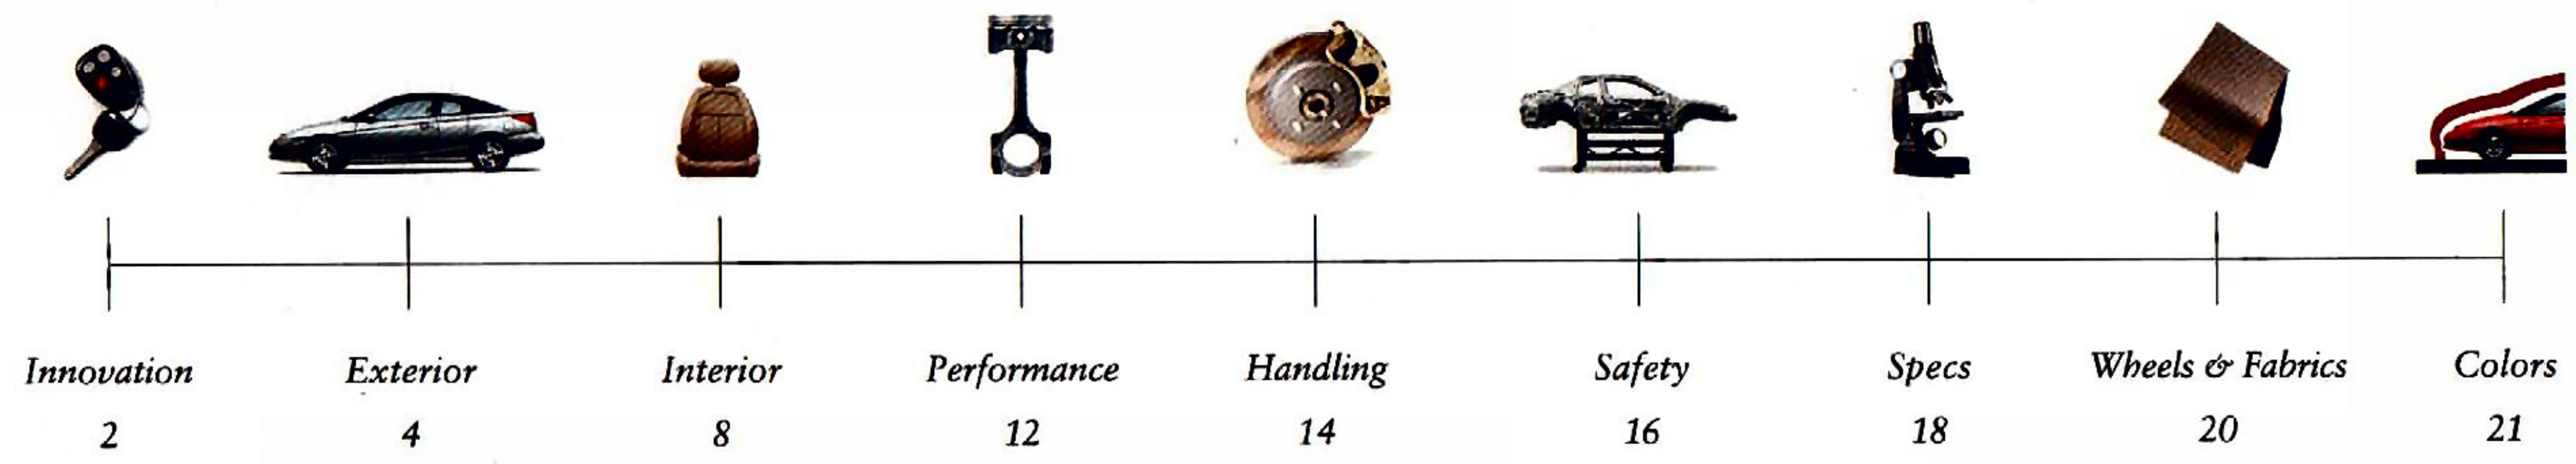 Innovation Exterior Interior Performance Handling Safety Specs Wheels & Fabrics Colors
2 4 8 12 14 16 18 20 21